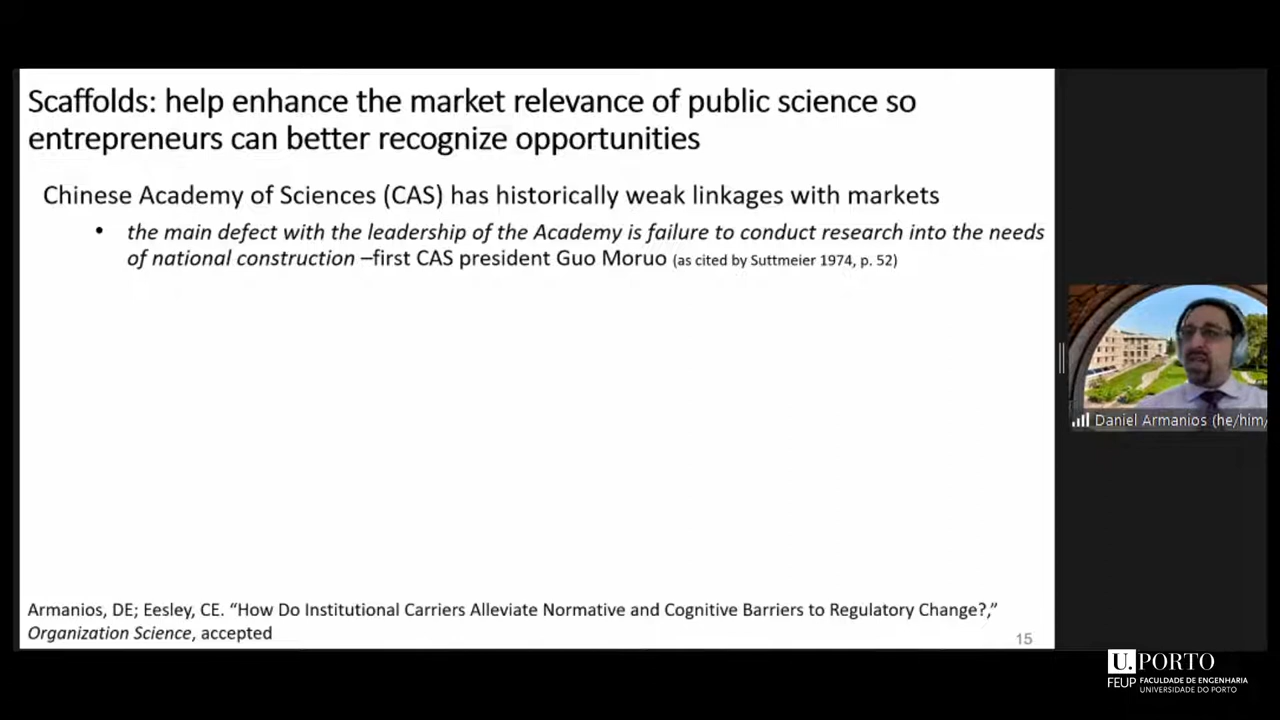 Scaffolds: help enhance the market relevance of public science so
entrepreneurs can better recognize opportunities
Chinese Academy of Sciences (CAS) has historically weak linkages with markets
• the main defect with the leadership of the Academy is failure to conduct research into the needs
of national construction –first CAS president Guo Moruo (as cited by Suttmeier 1974, p. 52)
Daniel Armanios (he/him/
Armanios, DE; Eesley, CE. “How Do Institutional Carriers Alleviate Normative and Cognitive Barriers to Regulatory Change?,”
Organization Science, accepted
15
U.PORTO
FEUP FACULDADE DE ENGENHARIA
UNIVERSIDADE DO PORTO